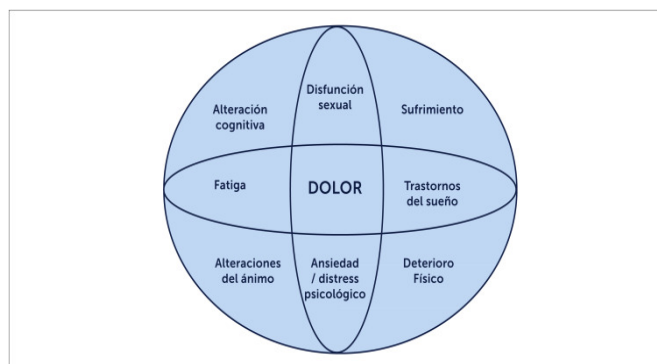 Disfunción
sexual
Alteración
cognitiva
Sufrimiento
Fatiga
DOLOR
Trastornos
del sueño
Alteraciones
del ánimo
Ansiedad
/ distress
psicológico
Deterioro
Físico